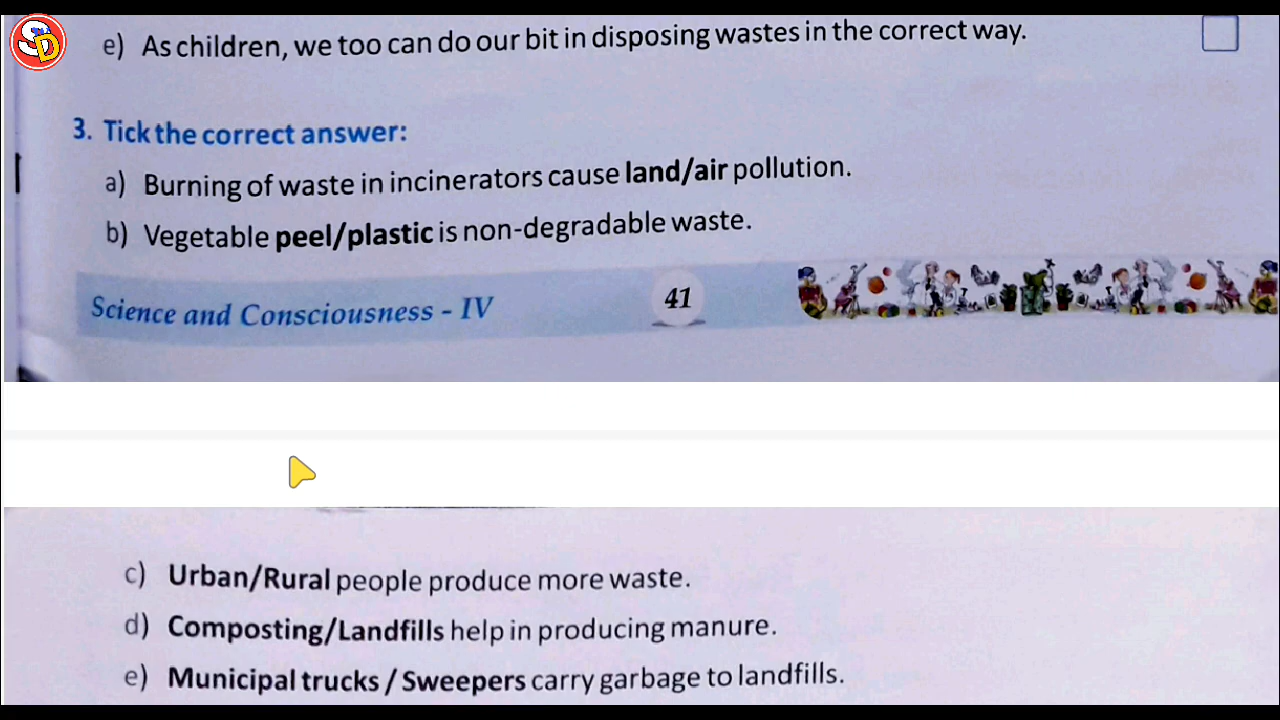 SD
e) As children, we too can do our bit in disposing wastes in the correct way.
3. Tick the correct answer:
a) Burning of waste in incinerators cause land/air pollution.
b) Vegetable peel/plastic is non-degradable waste.
Science and Consciousness - IV
41
c) Urban/Rural people produce more waste.
d) Composting/Landfills help in producing manure.
e) Municipal trucks / Sweepers carry garbage to landfills.